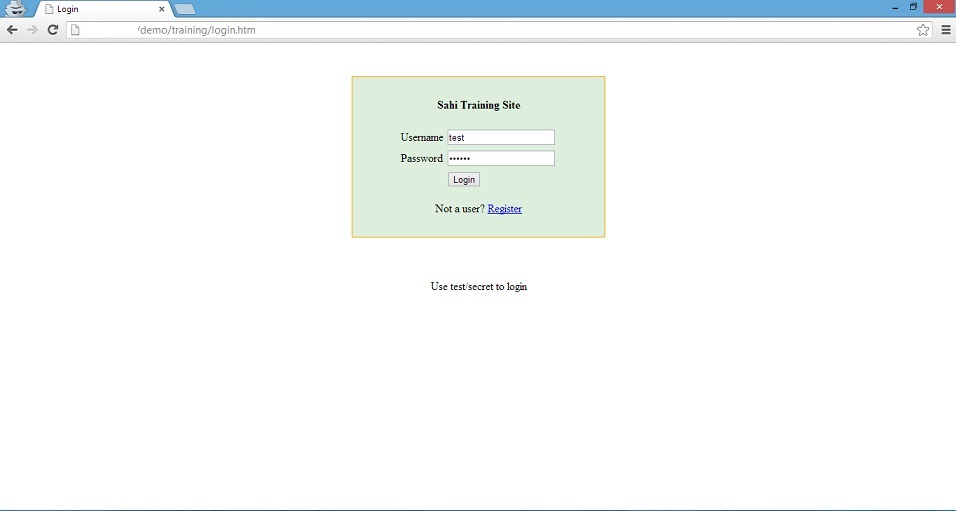 Login
/demo/training/login.htm
Sahi Training Site
Username test
Password ••••••
Login
Not a user? Register
Use test/secret to login